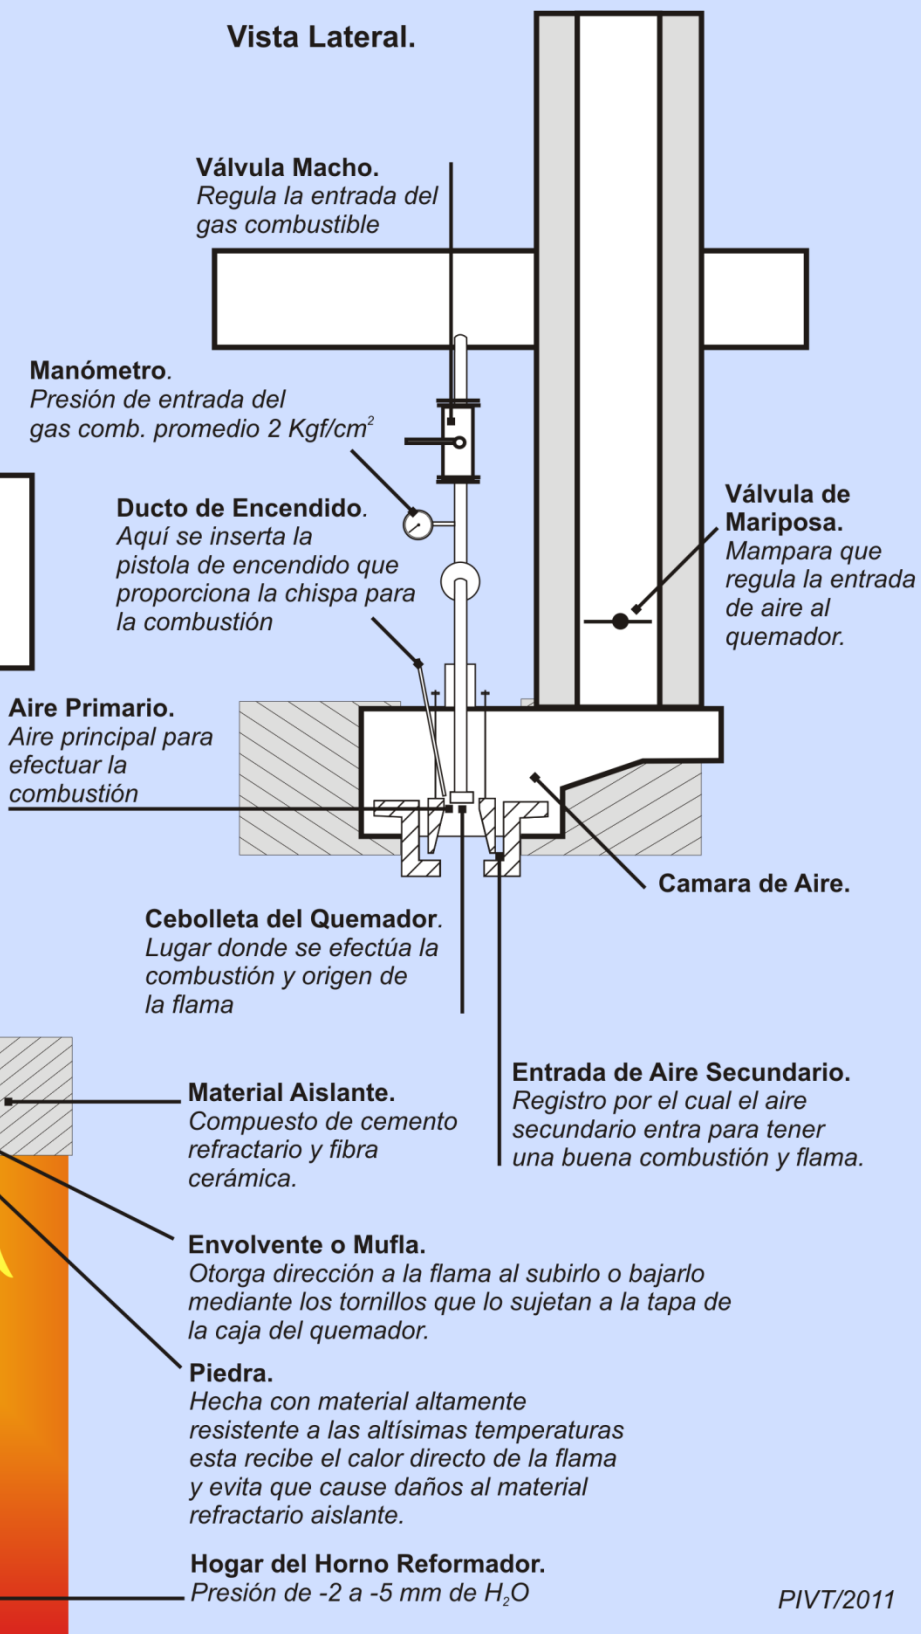 Vista Lateral.
Válvula Macho.
Regula la entrada del
gas combustible
Manómetro.
Presión de entrada del
gas comb. promedio 2 Kgf/cm²
Ducto de Encendido.
Aquí se inserta la
pistola de encendido que
proporciona la chispa para
la combustión
Válvula de
Mariposa.
Mampara que
regula la entrada
de aire al
quemador.
Aire Primario.
Aire principal para
efectuar la
combustión
Camara de Aire.
Cebolleta del Quemador.
Lugar donde se efectúa la
combustión y origen de
la flama
Entrada de Aire Secundario.
Registro por el cual el aire
secundario entra para tener
una buena combustión y flama.
Material Aislante.
Compuesto de cemento
refractario y fibra
cerámica.
Envolvente o Mufla.
Otorga dirección a la flama al subirlo o bajarlo
mediante los tornillos que lo sujetan a la tapa de
la caja del quemador.
Piedra.
Hecha con material altamente
resistente a las altísimas temperaturas
esta recibe el calor directo de la flama
y evita que cause daños al material
refractario aislante.
Hogar del Horno Reformador.
Presión de -2 a -5 mm de H₂O
PIVT/2011